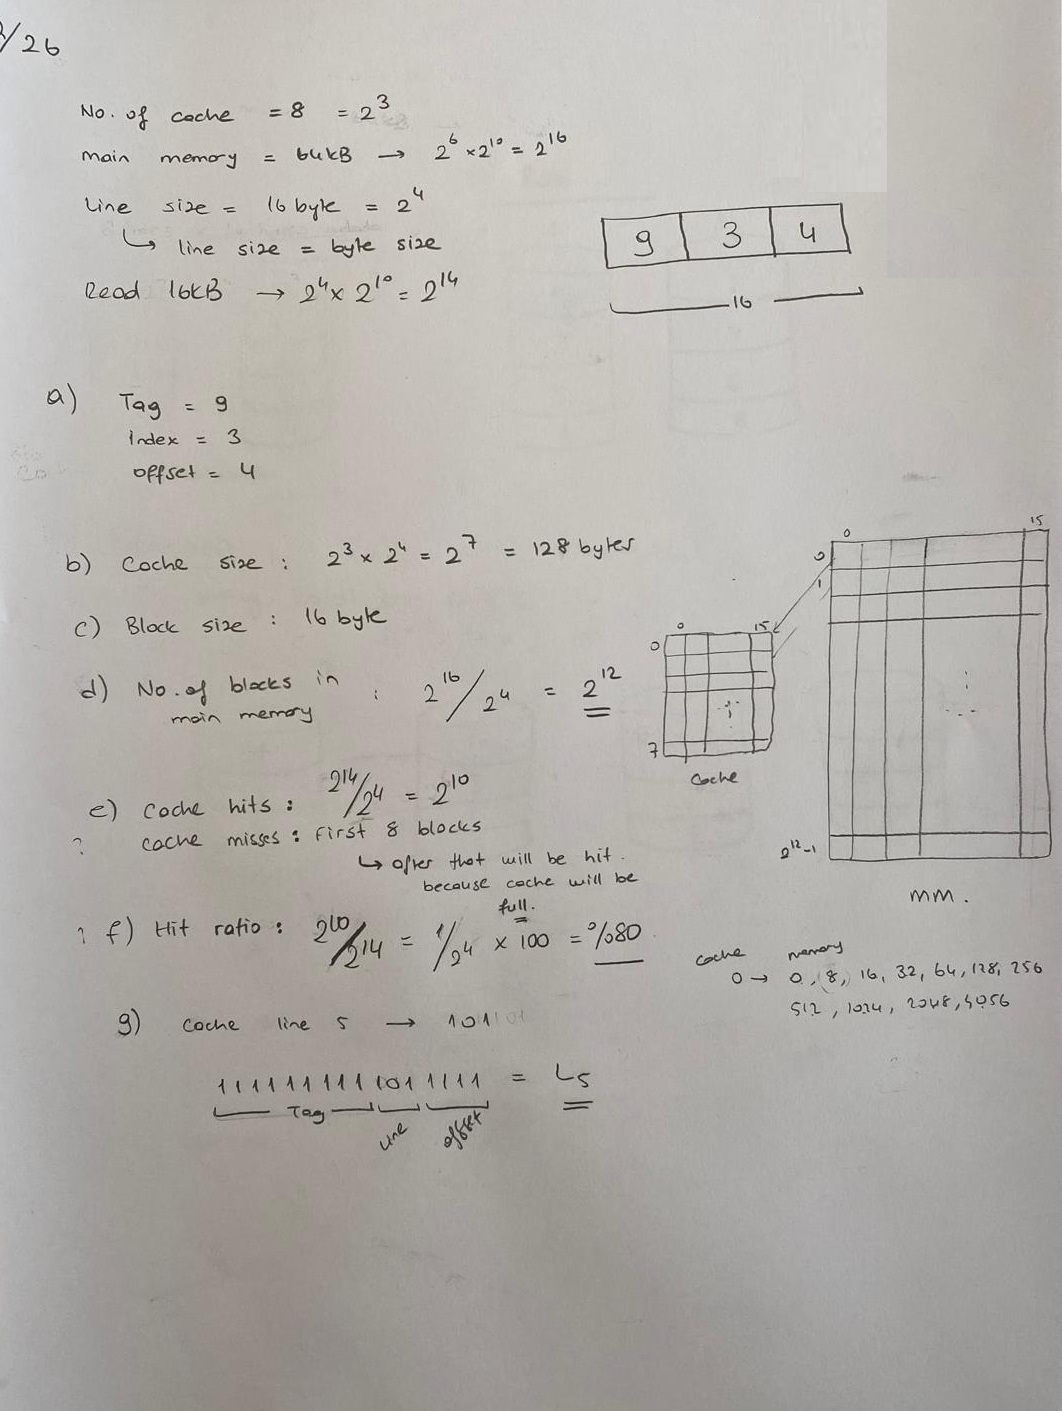 /26
No. of cache = 8 = 2^3
main memory = 64kB → 2^6 × 2^10 = 2^16
Line size = 16 byte = 2^4
↳ line size = byte size
Read 16kB → 2^4 × 2^10 = 2^14
9 3 4
16
a) Tag = 9
index = 3
offset = 4
b) Cache size : 2^3 × 2^4 = 2^7 = 128 bytes
c) Block size : 16 byte
d) No. of blocks in main memory : 2^16/2^4 = 2^12
0 15
0
7
Cache
0 15
0
1
2^12-1
mm.
e) Cache hits : 2^14/2^4 = 2^10
? cache misses : First 8 blocks
↳ after that will be hit.
because cache will be
full.
? f) Hit ratio : 2^10/2^14 = 1/2^4 × 100 = %80
cache memory
0 → 0, 8, 16, 32, 64, 128, 256
512, 1024, 2048, 4056
g) Cache line 5 → 101
111111111 101 1111 = L5
Tag line offset